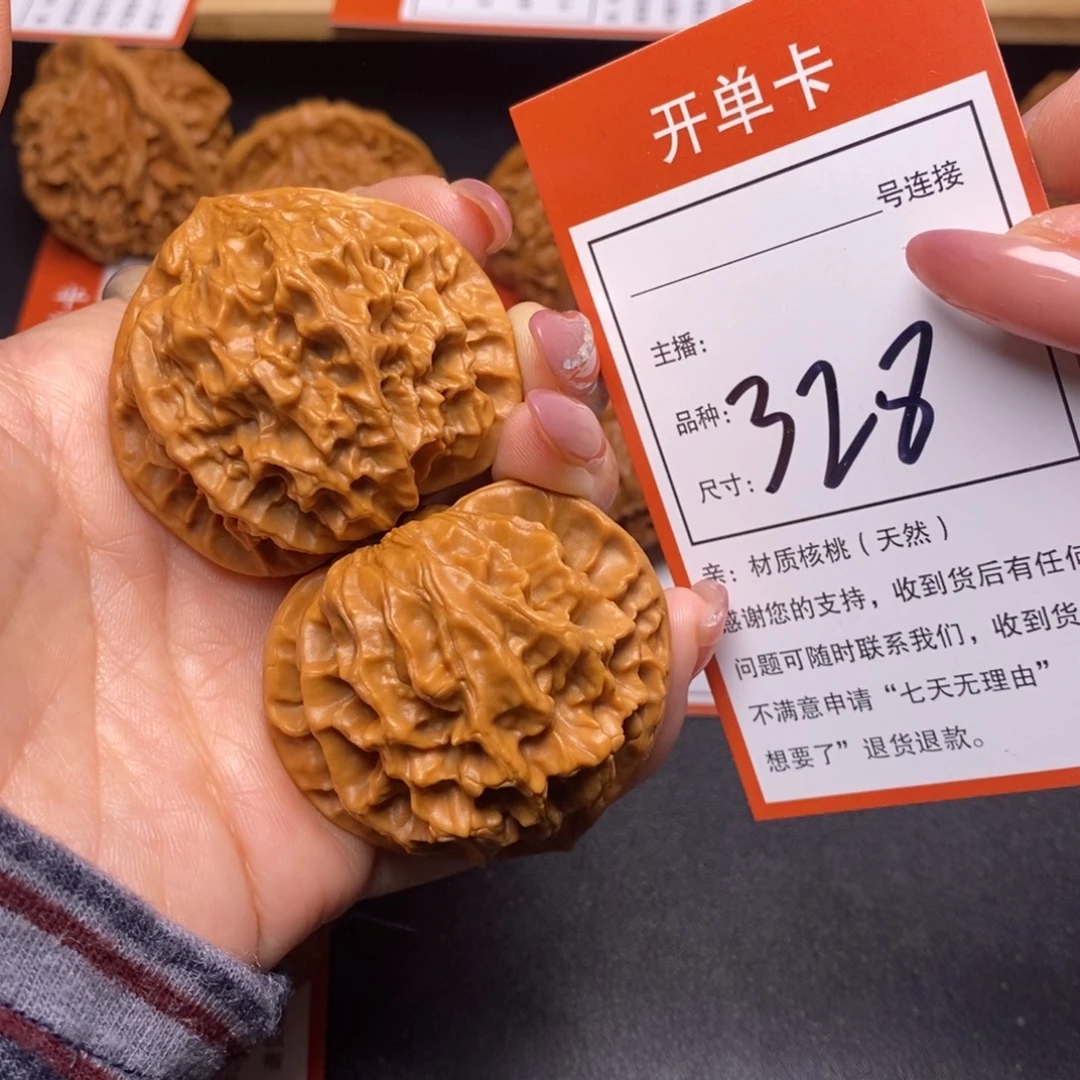 开单卡
号连接
主播:
品种:
328
尺寸:
亲: 材质核桃 ( 天然 )
感谢您的支持，收到货后有任何
问题可随时联系我们，收到货
不满意申请“七天无理由”
想要了”退货退款。